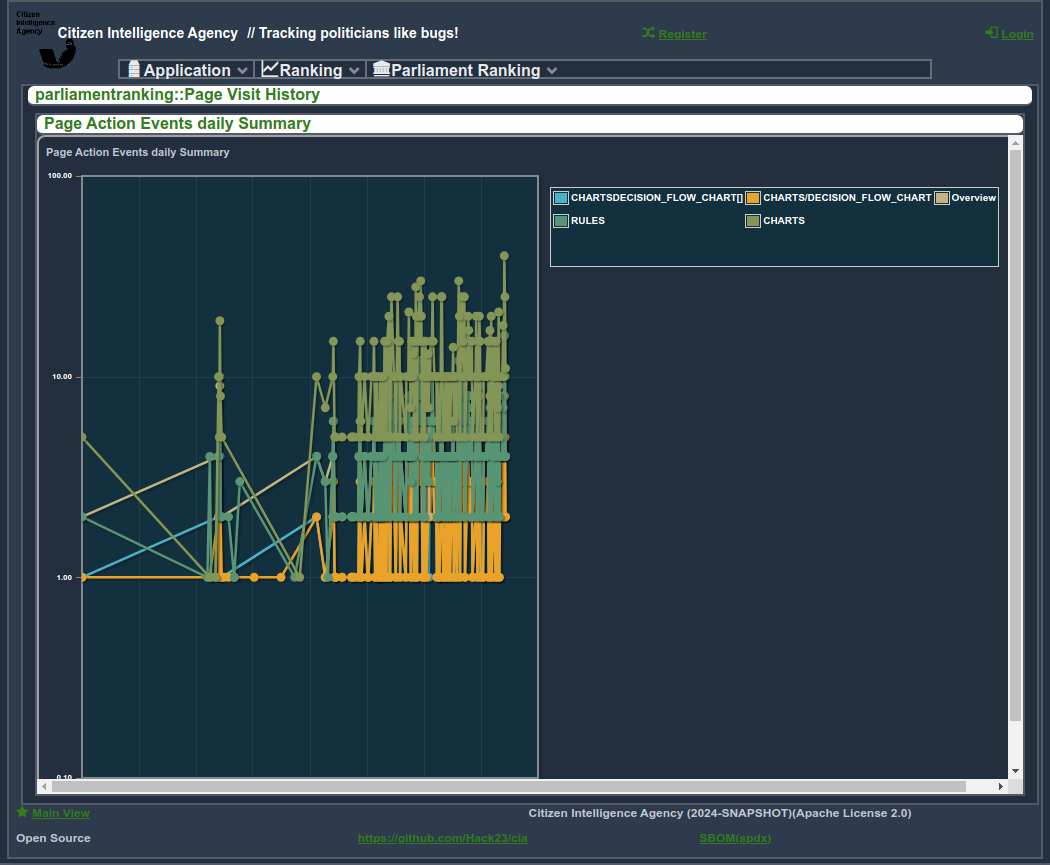 Citizen
Intelligence
Agency
Citizen Intelligence Agency // Tracking politicians like bugs!
Register
Login
Application
Ranking
Parliament Ranking
parliamentranking::Page Visit History
Page Action Events daily Summary
Page Action Events daily Summary
100.00
10.00
1.00
0.10
CHARTSDECISION_FLOW_CHART[]
CHARTS/DECISION_FLOW_CHART
Overview
RULES
CHARTS
Main View
Citizen Intelligence Agency (2024-SNAPSHOT)(Apache License 2.0)
Open Source
https://github.com/Hack23/cia
SBOM(spdx)